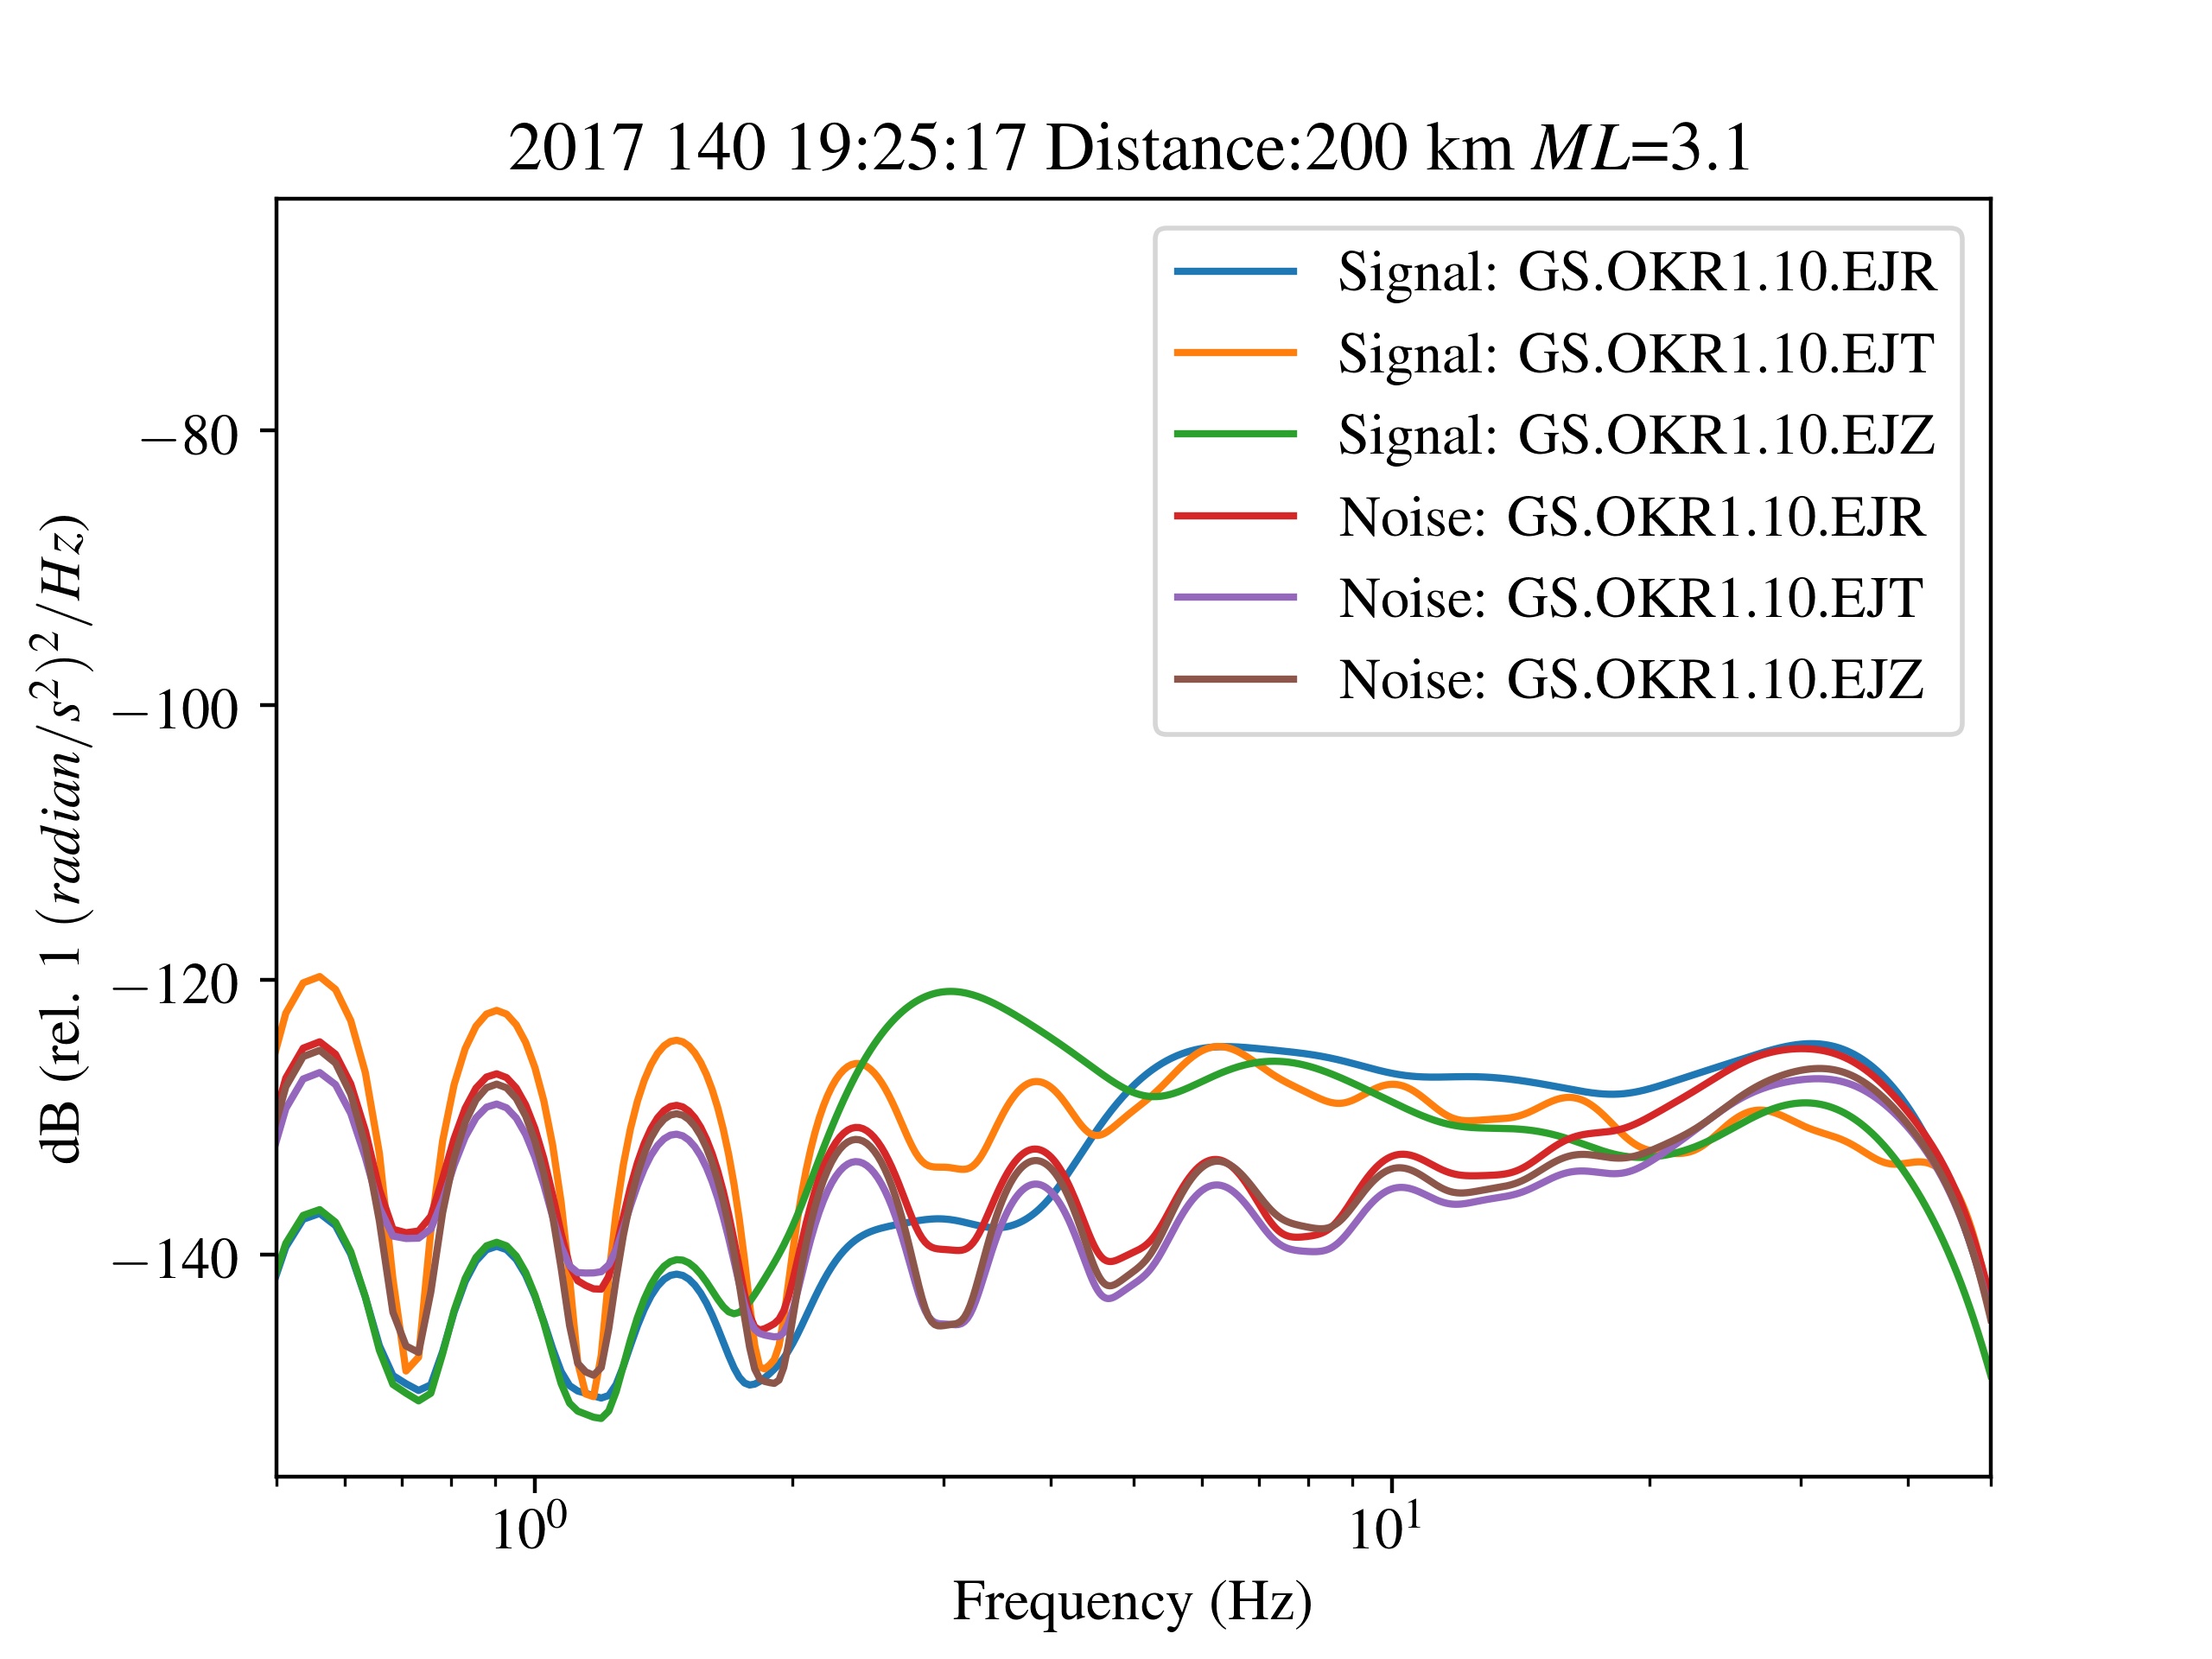 2017 140 19:25:17 Distance:200 km ML=3.1
Signal: GS.OKR1.10.EJR
Signal: GS.OKR1.10.EJT
Signal: GS.OKR1.10.EJZ
Noise: GS.OKR1.10.EJR
Noise: GS.OKR1.10.EJT
Noise: GS.OKR1.10.EJZ
−80
−100
−120
−140
dB (rel. 1 (radian/s²)²/Hz)
10⁰ 10¹
Frequency (Hz)